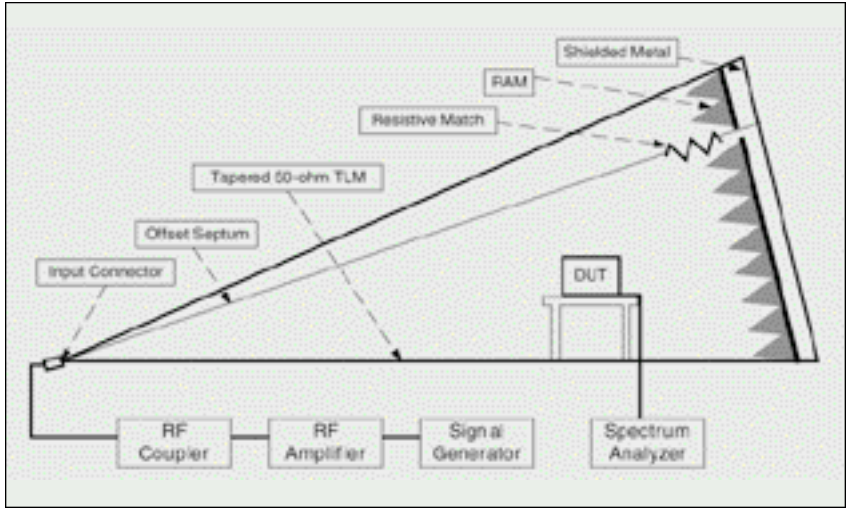 Shielded Metal
RAM
Resistive Match
Tapered 50-ohm TLM
Offset Septum
Input Connector
DUT
RF
Coupler
RF
Amplifier
Signal
Generator
Spectrum
Analyzer